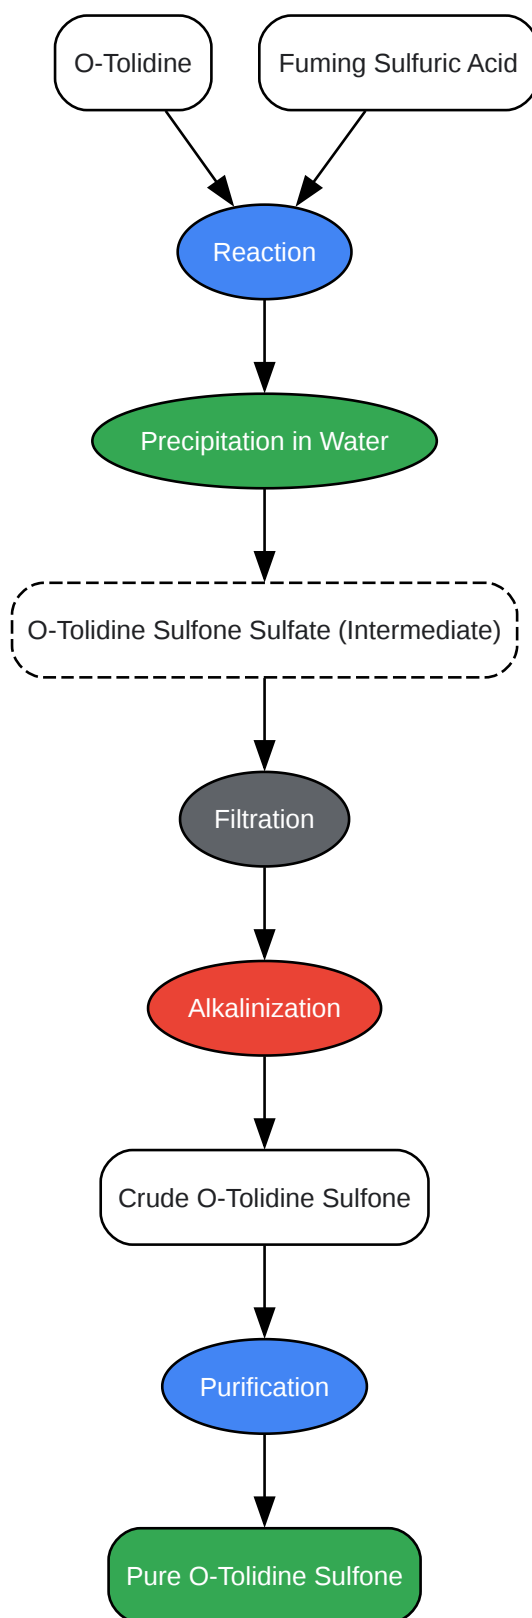 O-Tolidine
Fuming Sulfuric Acid
Reaction
Precipitation in Water
O-Tolidine Sulfone Sulfate (Intermediate)
Filtration
Alkalinization
Crude O-Tolidine Sulfone
Purification
Pure O-Tolidine Sulfone